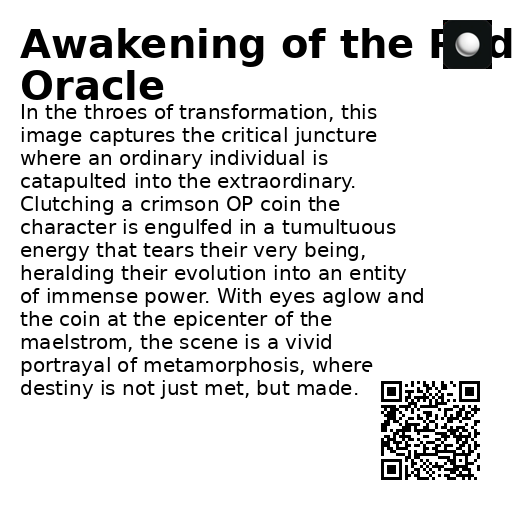 Awakening of the
Oracle
In the throes of transformation, this
image captures the critical juncture
where an ordinary individual is
catapulted into the extraordinary.
Clutching a crimson OP coin the
character is engulfed in a tumultuous
energy that tears their very being,
heralding their evolution into an entity
of immense power. With eyes aglow and
the coin at the epicenter of the
maelstrom, the scene is a vivid
portrayal of metamorphosis, where
destiny is not just met, but made.